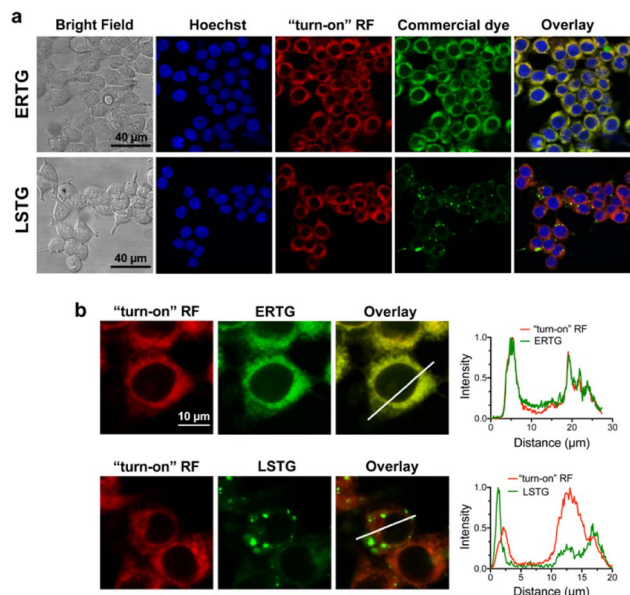 a
Bright Field Hoechst "turn-on" RF Commercial dye Overlay
ERTG
40 µm
LSTG
40 µm
b
"turn-on" RF ERTG Overlay
10 µm
"turn-on" RF
ERTG
Intensity
1.0
0.5
0.0
0 10 20 30
Distance (µm)
"turn-on" RF LSTG Overlay
"turn-on" RF
LSTG
Intensity
1.0
0.5
0.0
0 5 10 15 20
Distance (µm)